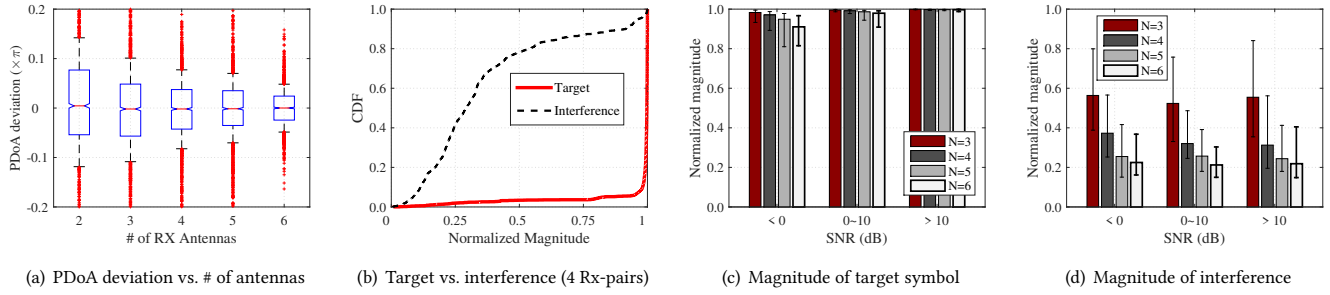 PDoA deviation (× π)
0.2
0.1
0
-0.1
-0.2
2 3 4 5 6
# of RX Antennas
(a) PDoA deviation vs. # of antennas
CDF
1.0
0.8
0.6
0.4
0.2
0.0
0 0.25 0.5 0.75 1
Normalized Magnitude
Target
Interference
(b) Target vs. interference (4 Rx-pairs)
Normalized magnitude
1.0
0.8
0.6
0.4
0.2
0.0
< 0 0~10 > 10
SNR (dB)
N=3
N=4
N=5
N=6
(c) Magnitude of target symbol
Normalized magnitude
1.0
0.8
0.6
0.4
0.2
0.0
< 0 0~10 > 10
SNR (dB)
N=3
N=4
N=5
N=6
(d) Magnitude of interference